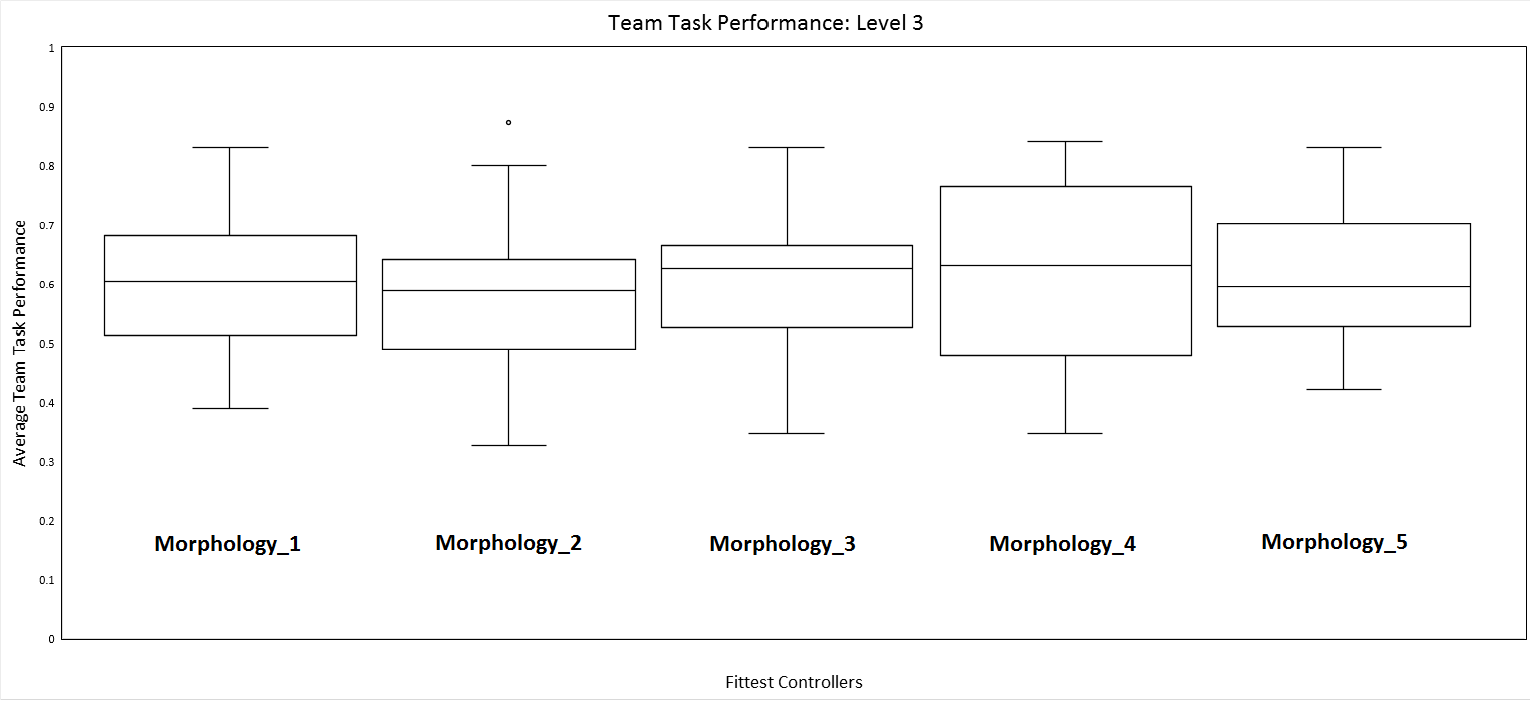 Team Task Performance: Level 3
Average Team Task Performance
1
0.9
0.8
0.7
0.6
0.5
0.4
0.3
0.2
0.1
0
Morphology_1
Morphology_2
Morphology_3
Morphology_4
Morphology_5
Fittest Controllers